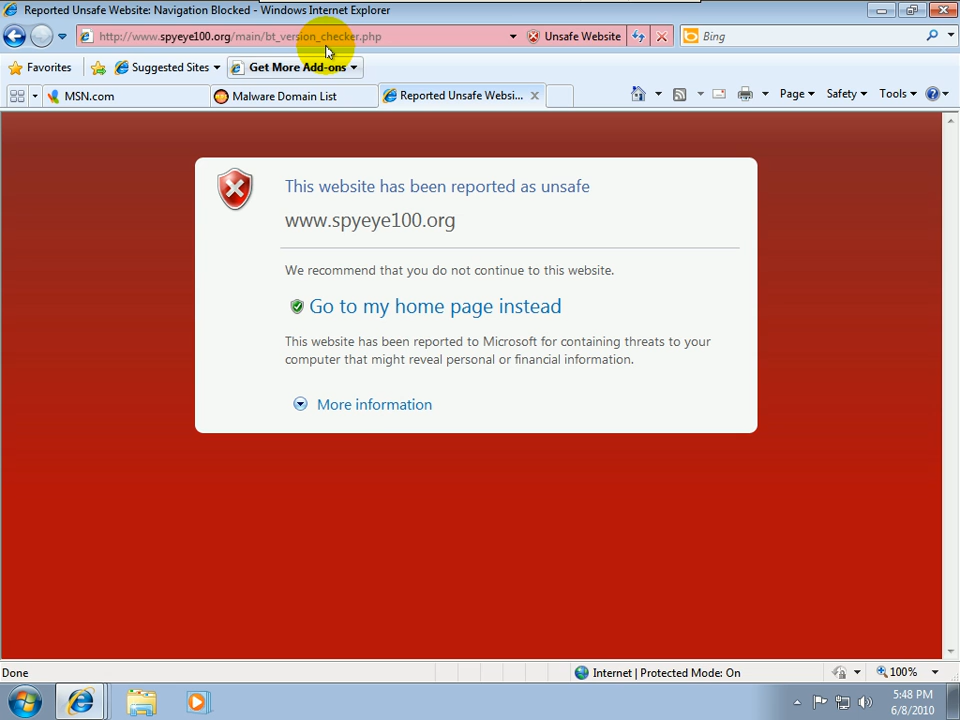 Reported Unsafe Website: Navigation Blocked - Windows Internet Explorer
http://www.spyeye100.org/main/bt_version_checker.php
Unsafe Website
Bing
Favorites
Suggested Sites
Get More Add-ons
MSN.com
Malware Domain List
Reported Unsafe Websi...
Page
Safety
Tools
This website has been reported as unsafe
www.spyeye100.org
We recommend that you do not continue to this website.
Go to my home page instead
This website has been reported to Microsoft for containing threats to your
computer that might reveal personal or financial information.
More information
Done
Internet | Protected Mode: On
100%
5:48 PM
6/8/2010